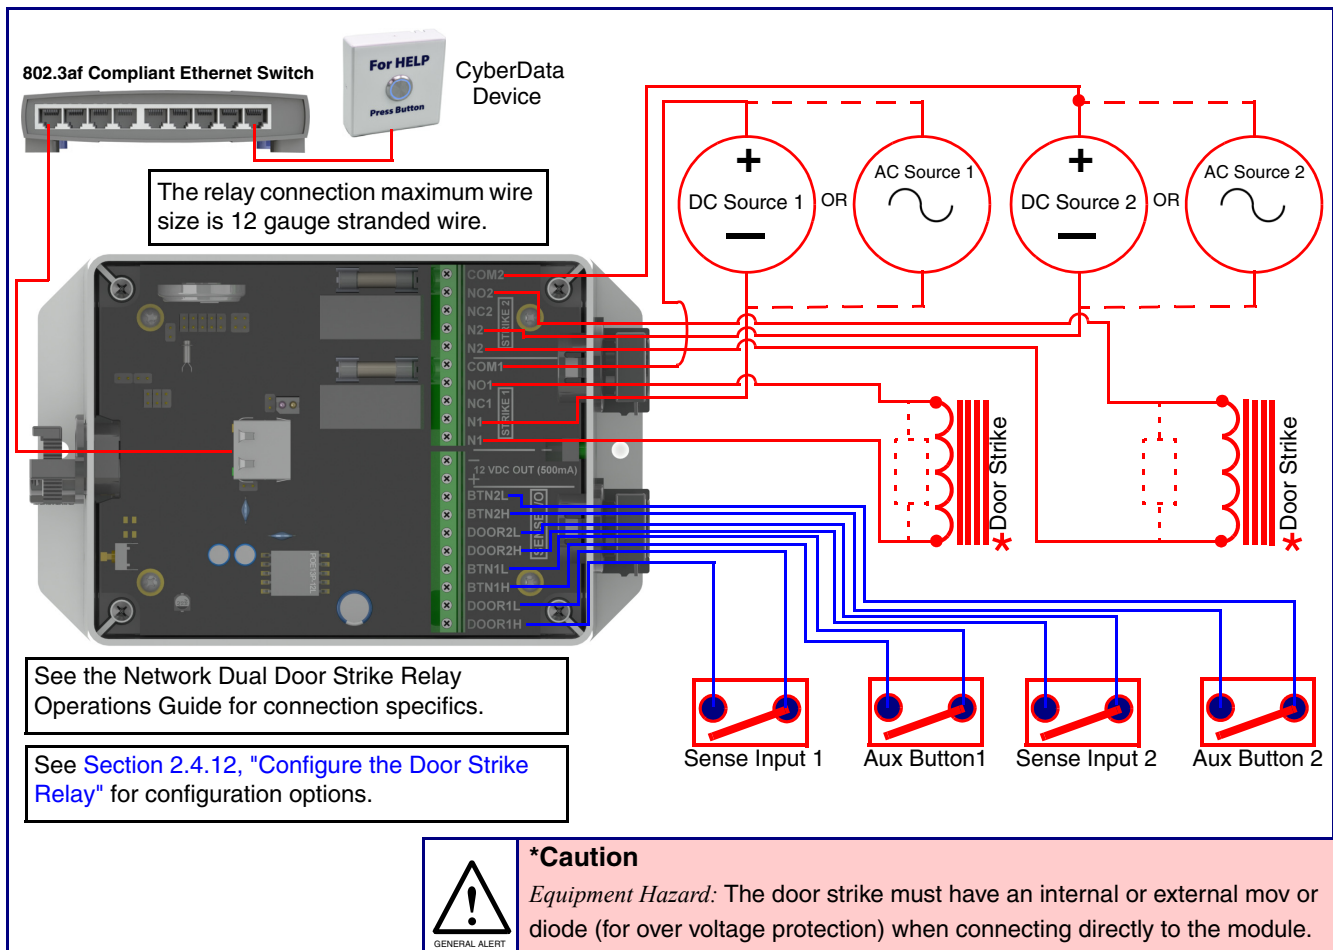 802.3af Compliant Ethernet Switch
For HELP
Press Button
CyberData
Device
The relay connection maximum wire
size is 12 gauge stranded wire.
+
DC Source 1
—
OR
AC Source 1
+
DC Source 2
—
OR
AC Source 2
COM2
NO2
NC2
N2
N2
STRIKE 2
COM1
NO1
NC1
N1
N1
STRIKE 1
−
+
12 VDC OUT (500mA)
BTN2L
BTN2H
DOOR2L
DOOR2H
BTN1L
BTN1H
DOOR1L
DOOR1H
SENSE I/O
POE13P-12L
*Door Strike
*Door Strike
Sense Input 1
Aux Button1
Sense Input 2
Aux Button 2
See the Network Dual Door Strike Relay
Operations Guide for connection specifics.
See Section 2.4.12, "Configure the Door Strike
Relay" for configuration options.
GENERAL ALERT
*Caution
Equipment Hazard: The door strike must have an internal or external mov or
diode (for over voltage protection) when connecting directly to the module.